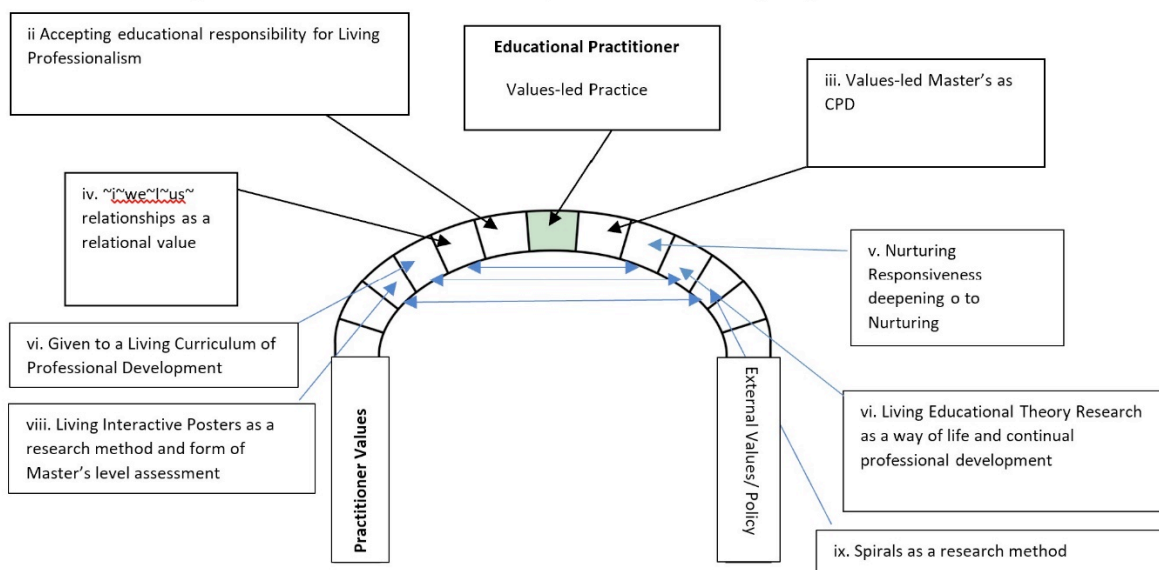 ii Accepting educational responsibility for Living
Professionalism
Educational Practitioner
Values-led Practice
iii. Values-led Master's as
CPD
iv. ~i~we~I~us~
relationships as a
relational value
v. Nurturing
Responsiveness
deepening o to
Nurturing
vi. Given to a Living Curriculum of
Professional Development
viii. Living Interactive Posters as a
research method and form of
Master's level assessment
Practitioner Values
External Values/ Policy
vi. Living Educational Theory Research
as a way of life and continual
professional development
ix. Spirals as a research method